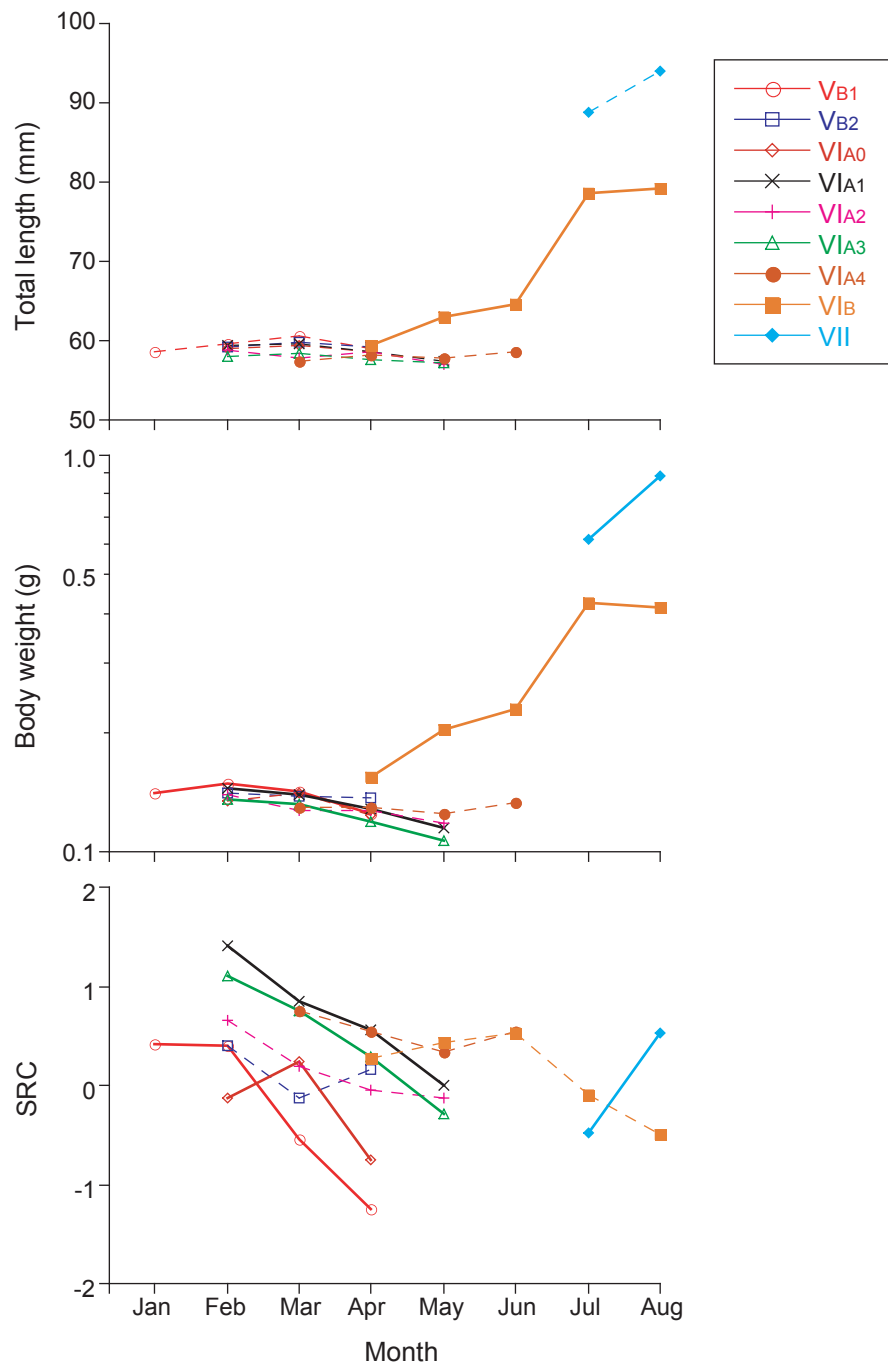 100
90
80
70
60
50
Total length (mm)
VB1
VB2
VIA0
VIA1
VIA2
VIA3
VIA4
VIB
VII
1.0
0.5
0.1
Body weight (g)
2
1
0
-1
-2
SRC
Jan Feb Mar Apr May Jun Jul Aug
Month